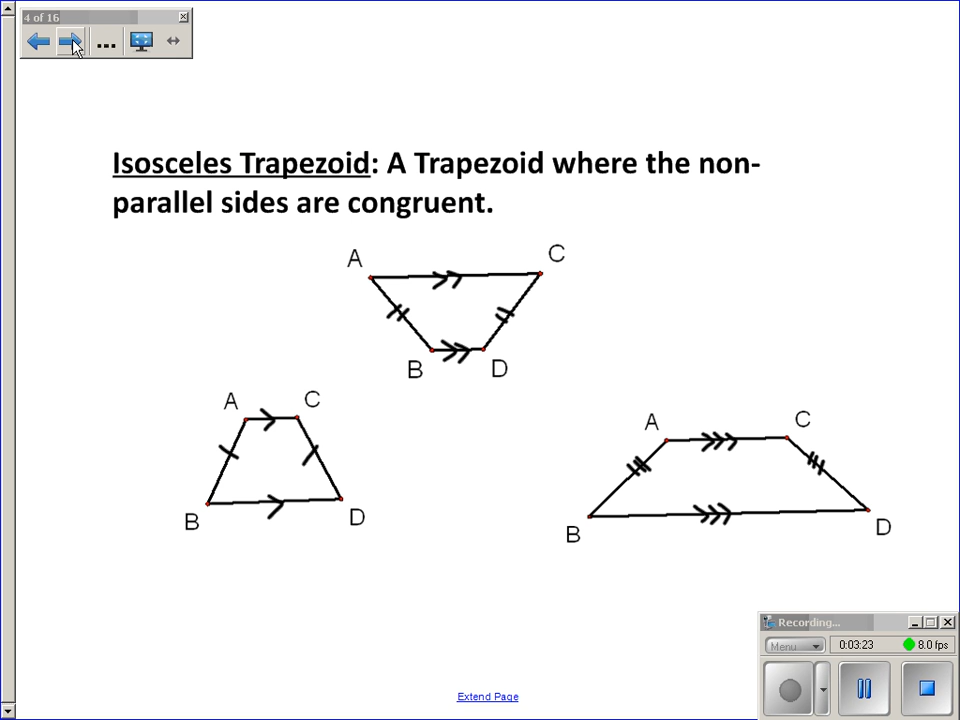 4 of 16
Isosceles Trapezoid: A Trapezoid where the non-
parallel sides are congruent.
A
C
B
D
A
C
B
D
A
C
B
D
Recording...
Menu
0:03:23
8.0 fps
Extend Page